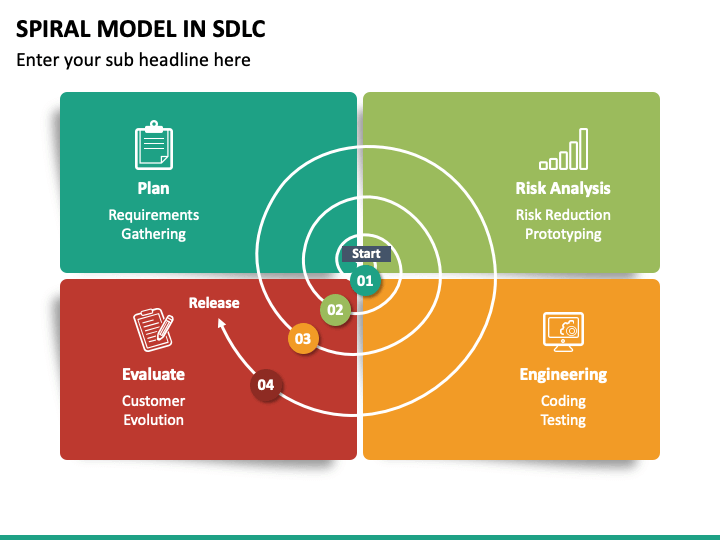 SPIRAL MODEL IN SDLC
Enter your sub headline here
Plan
Requirements
Gathering
Risk Analysis
Risk Reduction
Prototyping
Start
01
02
03
04
Release
Evaluate
Customer
Evolution
Engineering
Coding
Testing